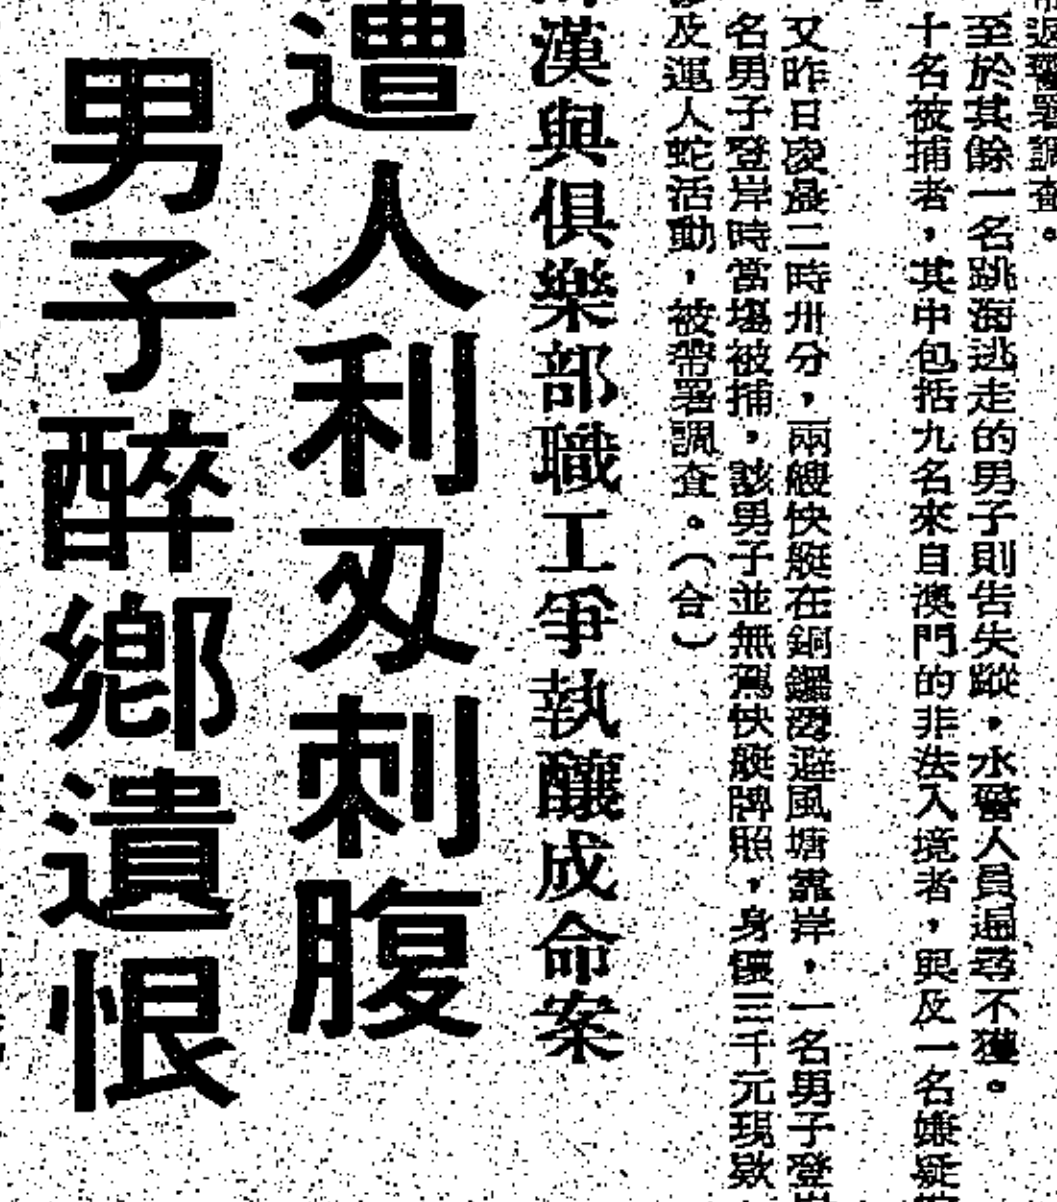 返警署調查。
至於其餘一名跳海逃走的男子則告失蹤，水警人員遍尋不獲。
十名被捕者，其中包括九名來自澳門的非法入境者，與及一名嫌疑
又昨日凌晨二時卅分，兩艘快艇在銅鑼灣避風塘靠岸，一名男子登
名男子登岸時當場被捕，該男子並無駕快艇牌照，身懷三千元現款
及運人蛇活動，被帶署調查。（合）
漢與俱樂部職工爭執釀成命案
遭人利刄刺腹
男子醉鄉遺恨